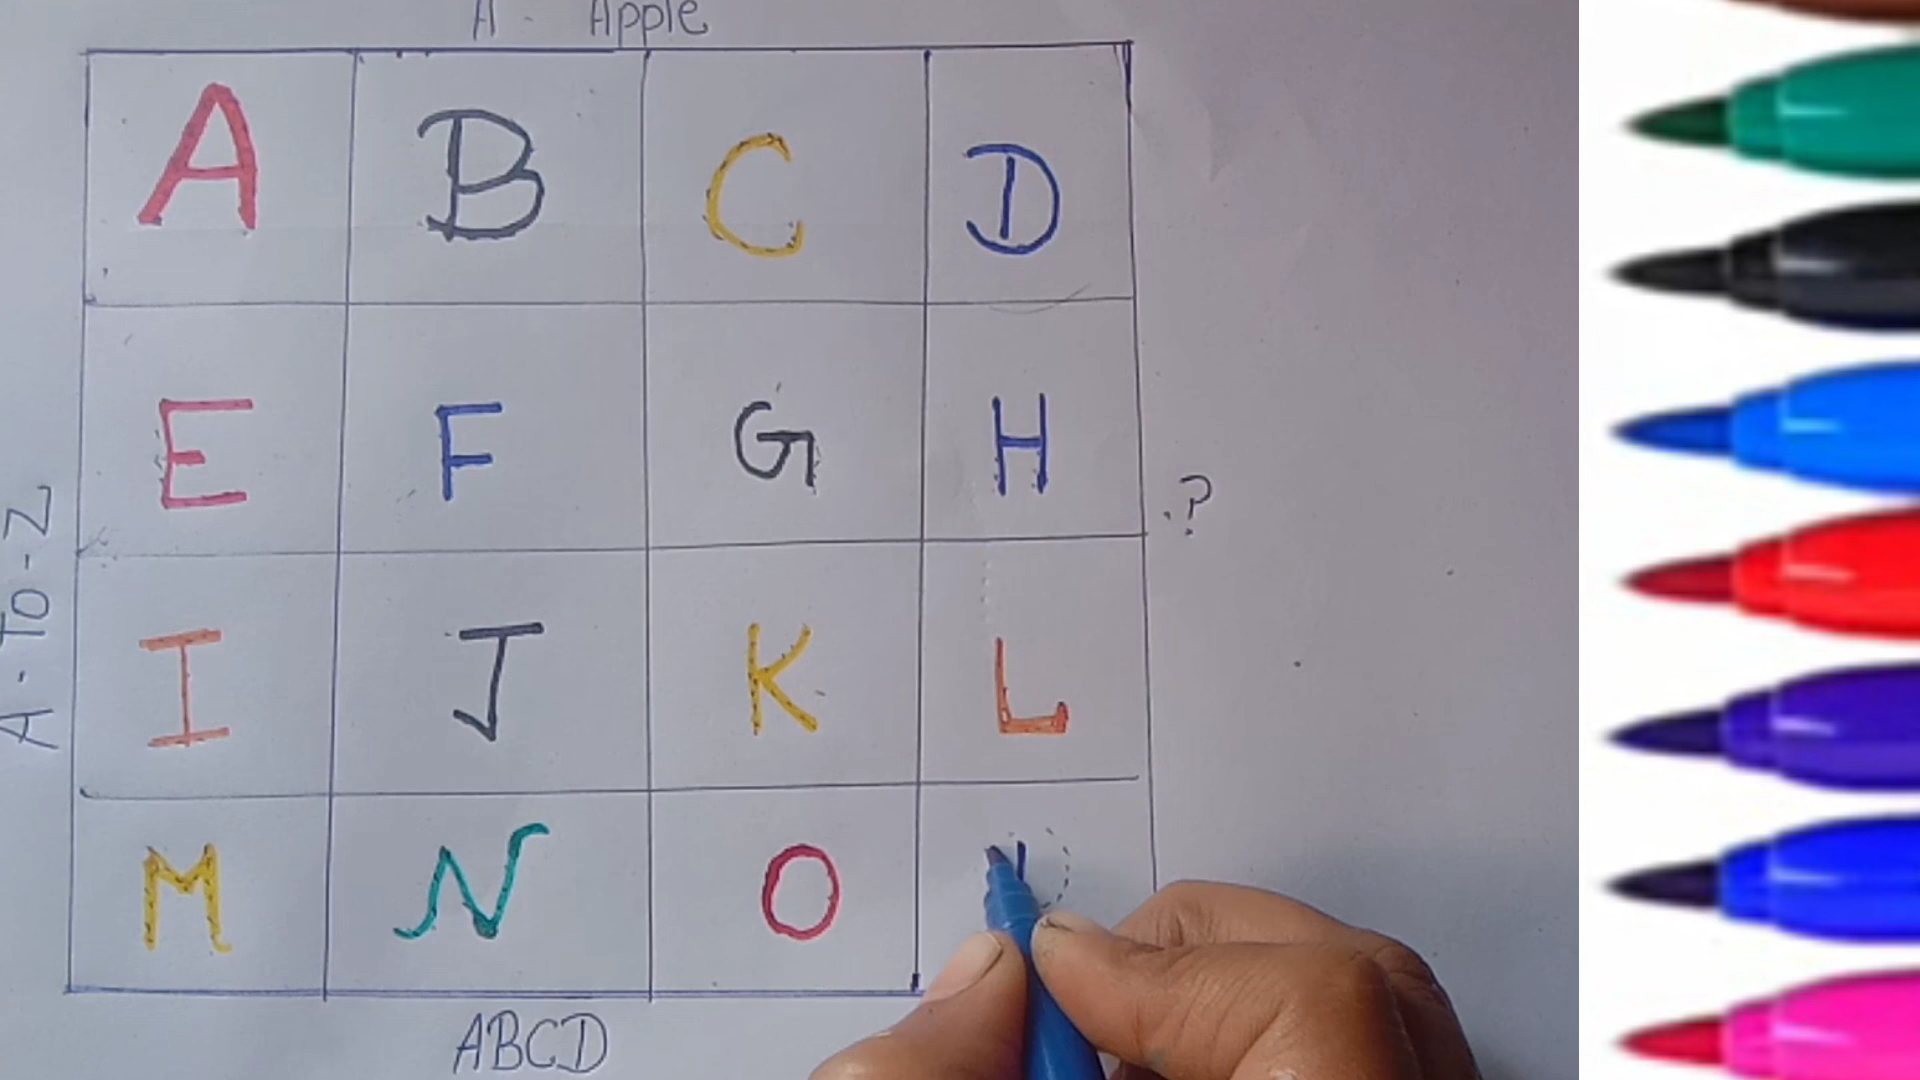 A - Apple
A B C D
E F G H
.?
A - To - Z
I J K L
M N O
ABCD